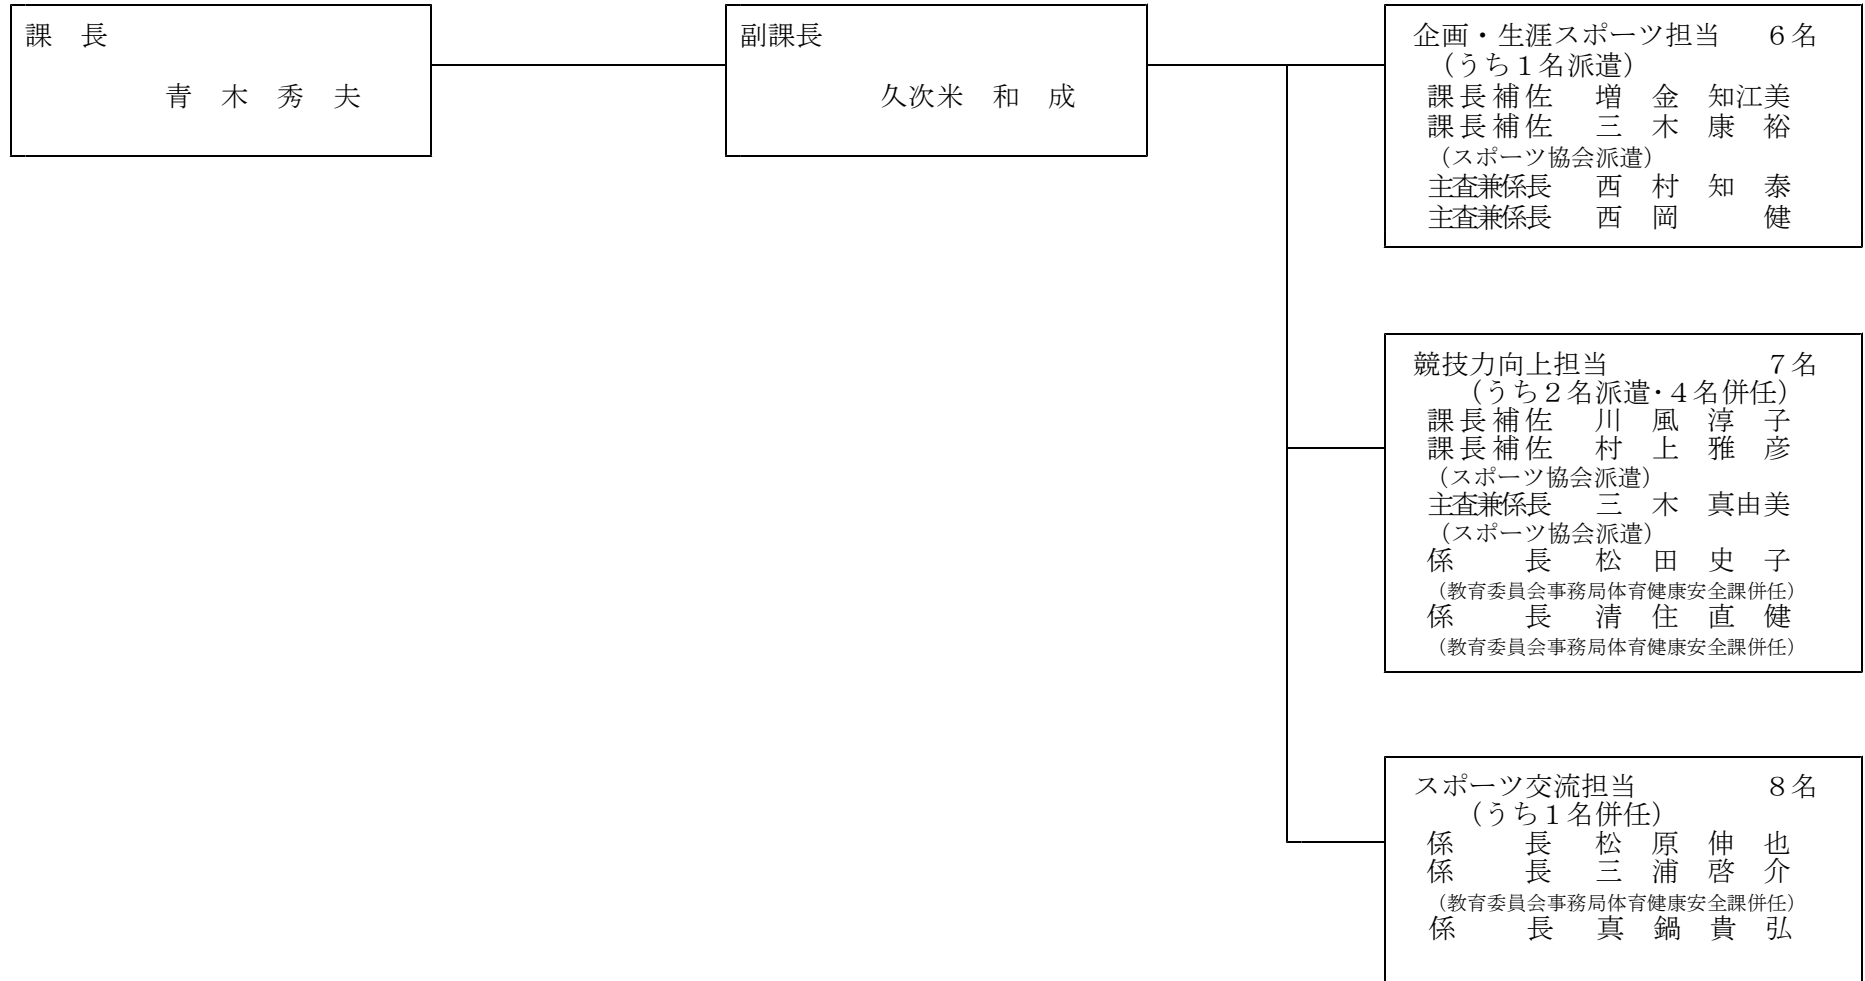 課　長
青　木　秀　夫
副課長
久次米　和　成
企画・生涯スポーツ担当　６名
（うち１名派遣）
課長補佐　増　金　知江美
課長補佐　三　木　康　裕
（スポーツ協会派遣）
主査兼係長　西　村　知　泰
主査兼係長　西　岡　　　健
競技力向上担当　７名
（うち２名派遣・４名併任）
課長補佐　川　風　淳　子
課長補佐　村　上　雅　彦
（スポーツ協会派遣）
主査兼係長　三　木　真由美
（スポーツ協会派遣）
係　　長　松　田　史　子
（教育委員会事務局体育健康安全課併任）
係　　長　清　住　直　健
（教育委員会事務局体育健康安全課併任）
スポーツ交流担当　８名
（うち１名併任）
係　　長　松　原　伸　也
係　　長　三　浦　啓　介
（教育委員会事務局体育健康安全課併任）
係　　長　真　鍋　貴　弘